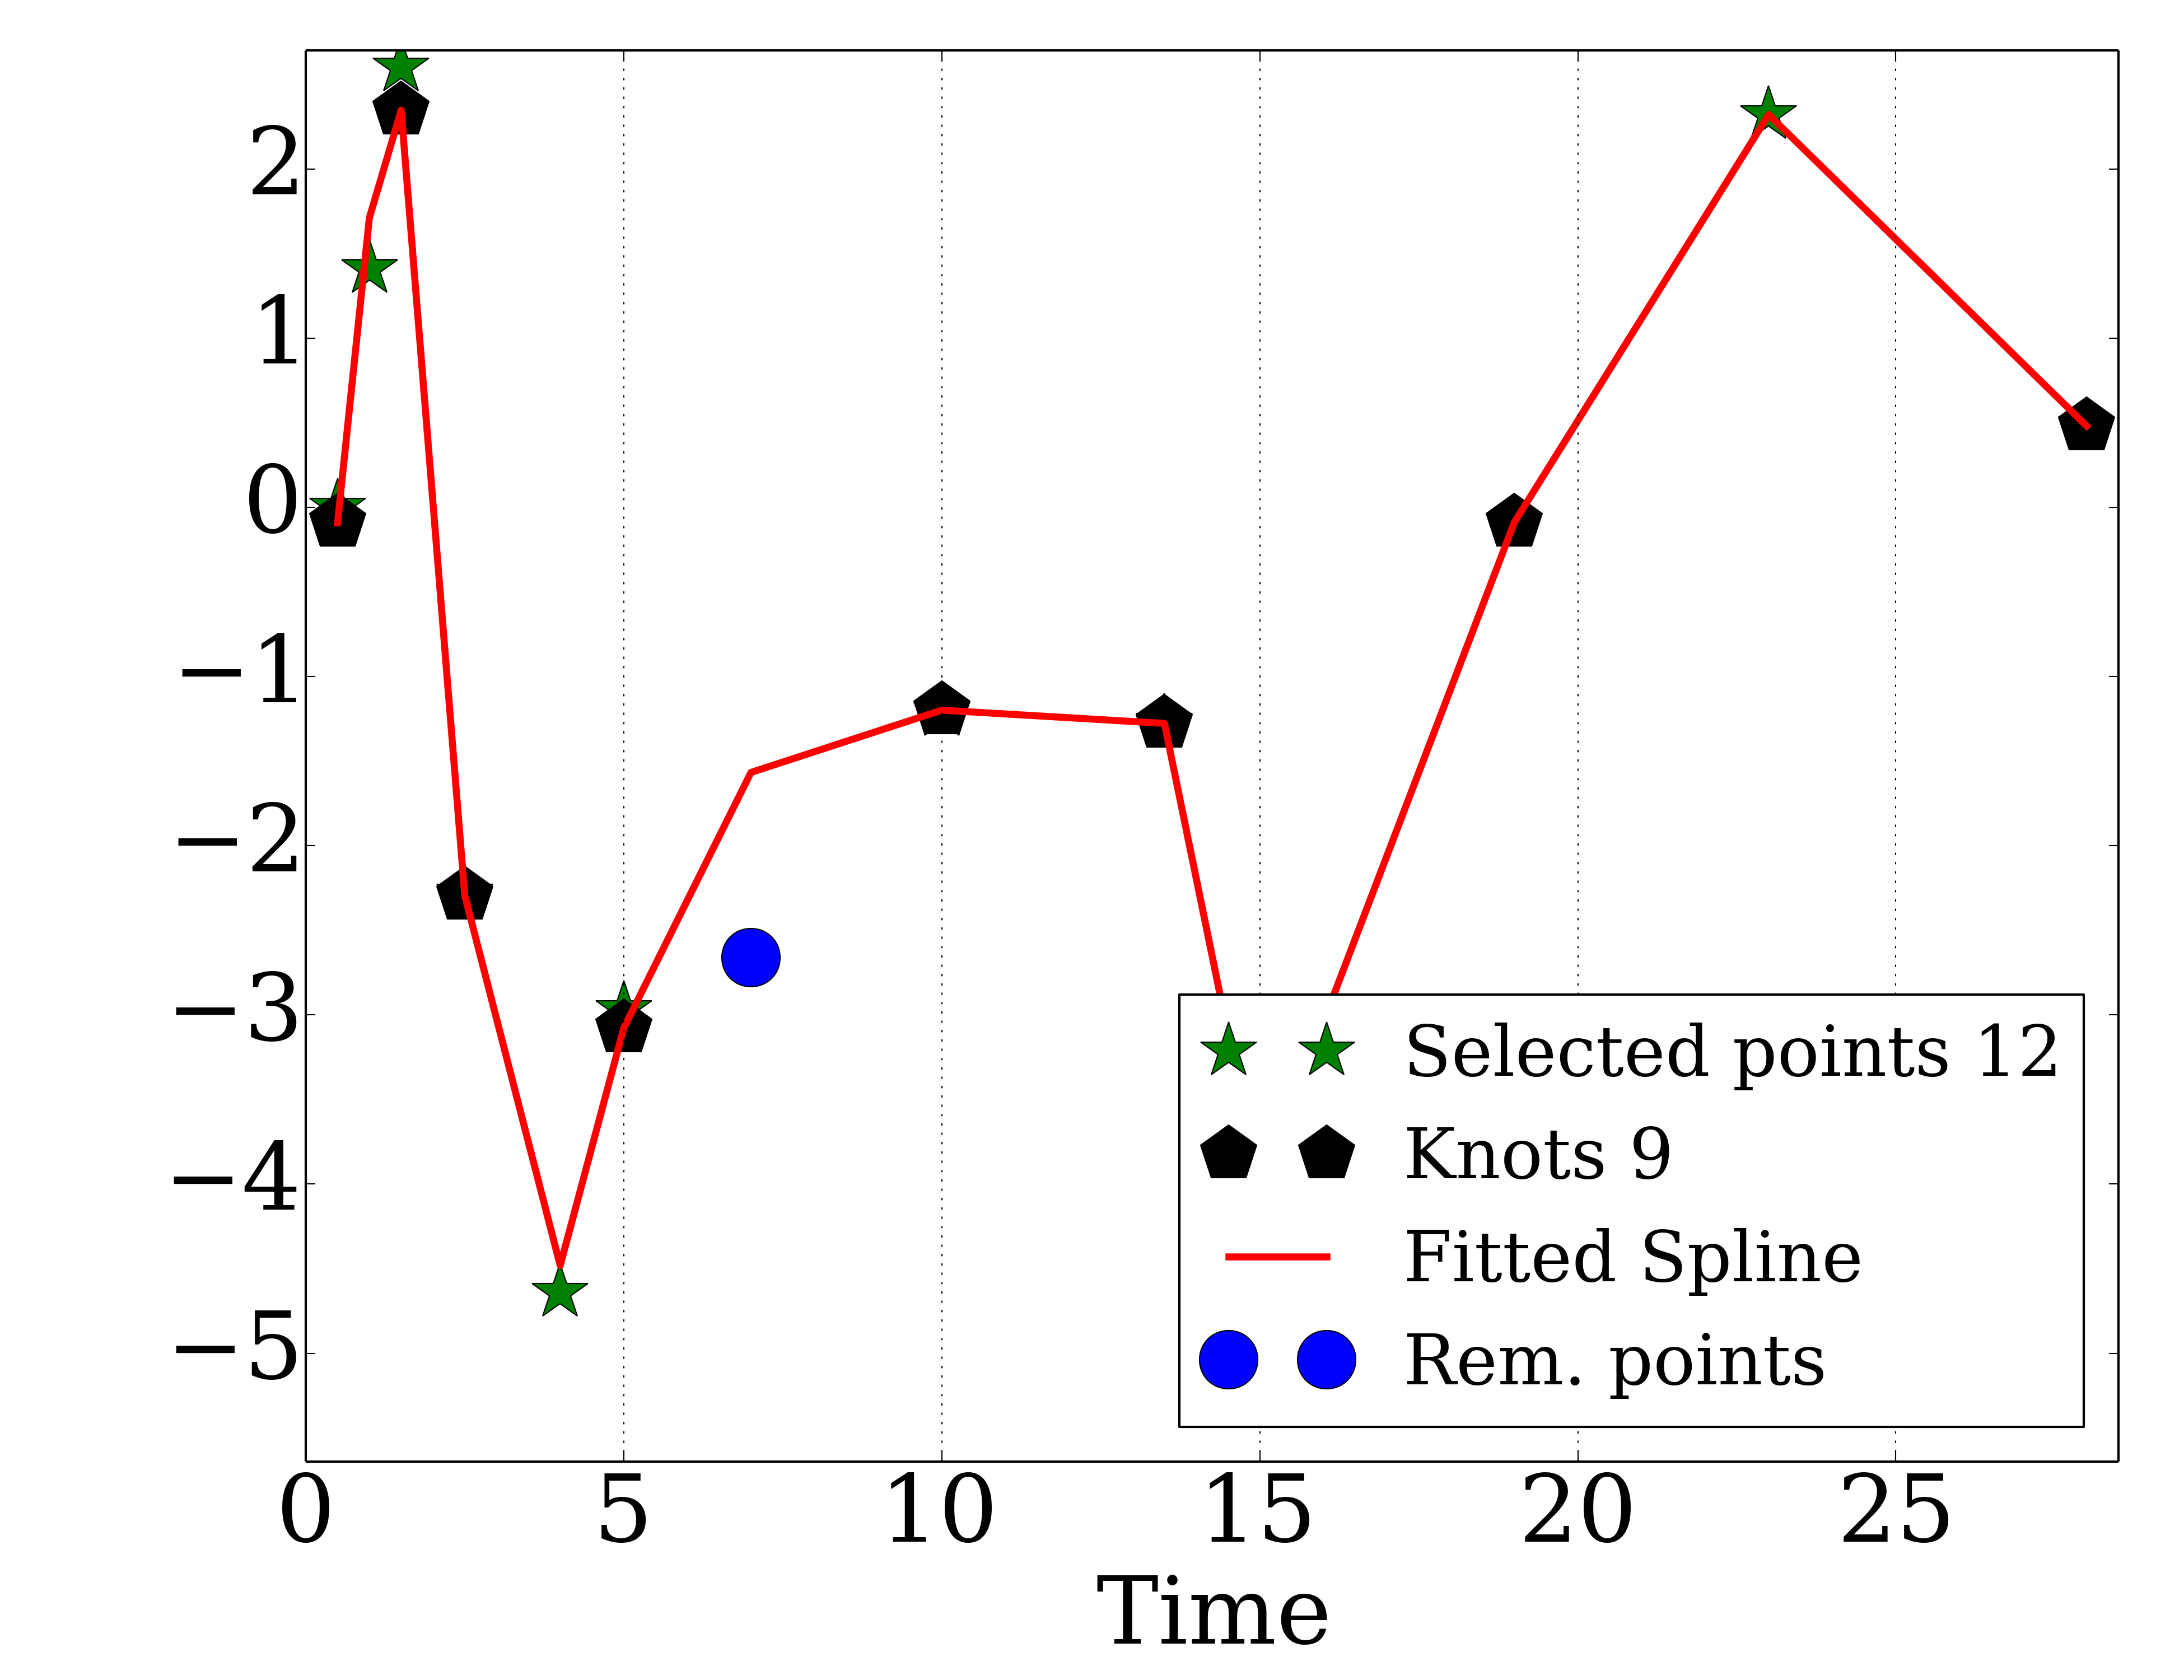 2
1
0
−1
−2
−3
−4
−5
Selected points 12
Knots 9
Fitted Spline
Rem. points
0 5 10 15 20 25
Time